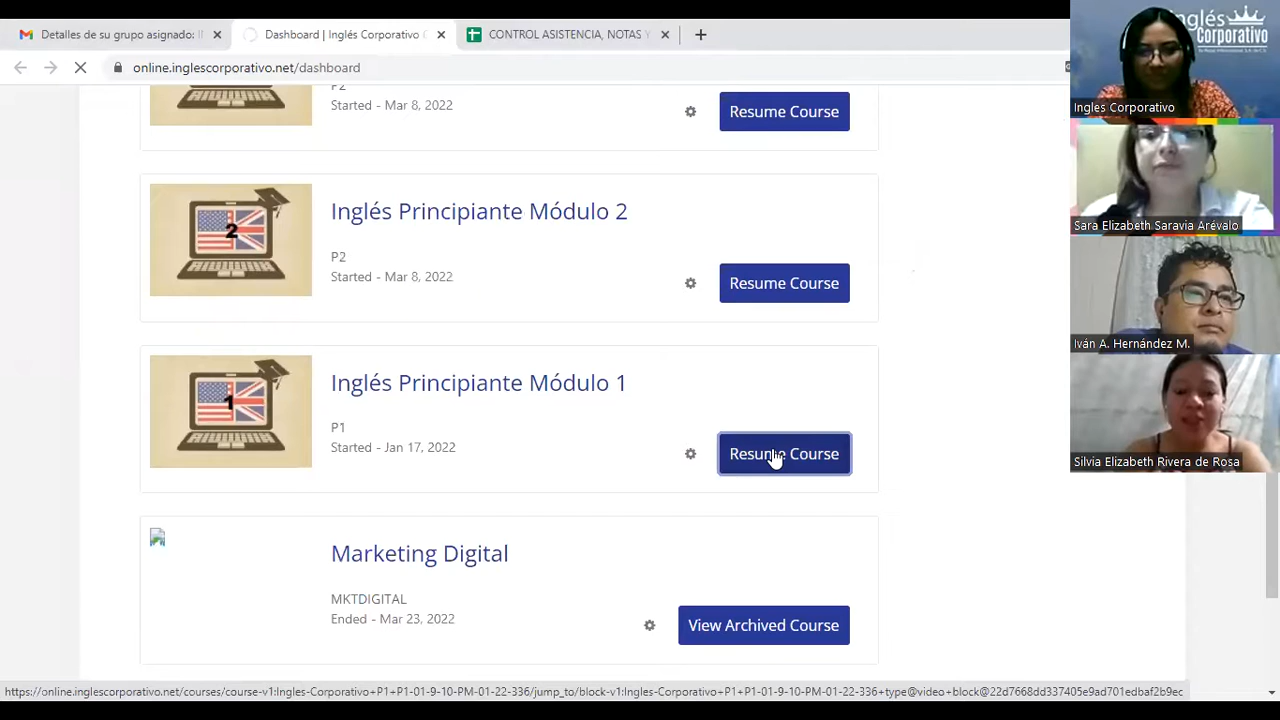 Detalles de su grupo asignado: I
Dashboard | Inglés Corporativo
CONTROL ASISTENCIA, NOTAS Y
online.inglescorporativo.net/dashboard
P2
Started - Mar 8, 2022
Resume Course
Inglés Principiante Módulo 2
2
P2
Started - Mar 8, 2022
Resume Course
Inglés Principiante Módulo 1
1
P1
Started - Jan 17, 2022
Resume Course
Marketing Digital
MKTDIGITAL
Ended - Mar 23, 2022
View Archived Course
https://online.inglescorporativo.net/courses/course-v1:Ingles-Corporativo+P1+P1-01-9-10-PM-01-22-336/jump_to/block-v1:Ingles-Corporativo+P1+P1-01-9-10-PM-01-22-336+type@video+block@22d7668dd337405e9ad701edbaf2b9ec
Inglés
Corporativo
Ingles Corporativo
Sara Elizabeth Saravia Arévalo
Iván A. Hernández M.
Silvia Elizabeth Rivera de Rosa